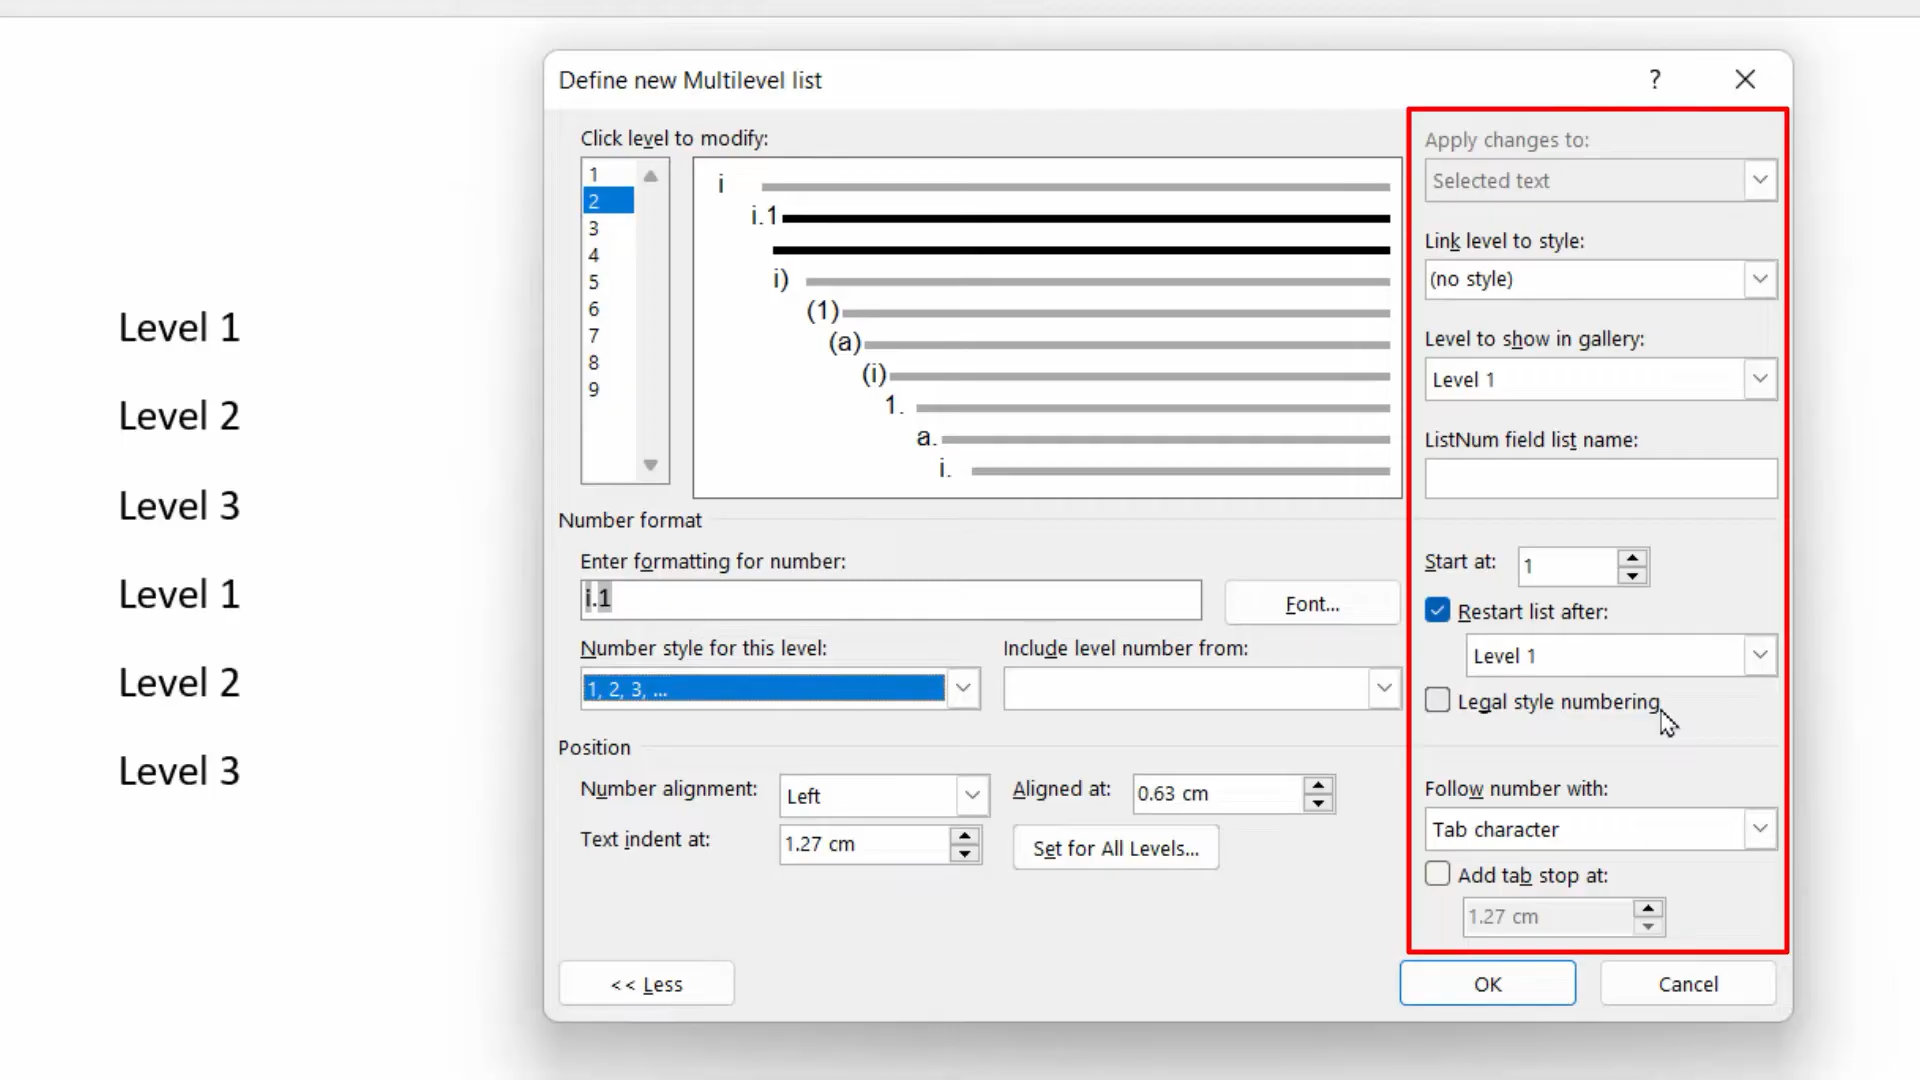 Define new Multilevel list
?
Click level to modify:
1
2
3
4
5
6
7
8
9
i
i.1
i)
(1)
(a)
(i)
1.
a.
i.
Apply changes to:
Selected text
Link level to style:
(no style)
Level to show in gallery:
Level 1
ListNum field list name:
Number format
Enter formatting for number:
i.1
Font...
Number style for this level:
1, 2, 3, ...
Include level number from:
Start at:
1
Restart list after:
Level 1
Legal style numbering
Position
Number alignment:
Left
Aligned at:
0.63 cm
Text indent at:
1.27 cm
Set for All Levels...
Follow number with:
Tab character
Add tab stop at:
1.27 cm
<< Less
OK
Cancel
Level 1
Level 2
Level 3
Level 1
Level 2
Level 3